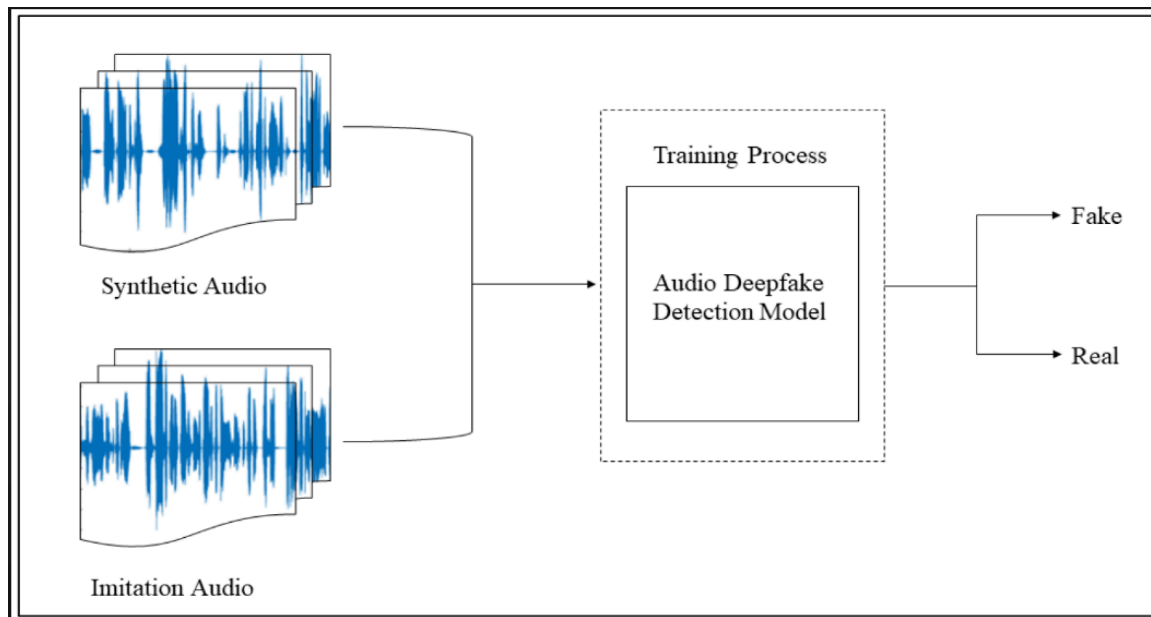 Synthetic Audio
Imitation Audio
Training Process
Audio Deepfake
Detection Model
Fake
Real